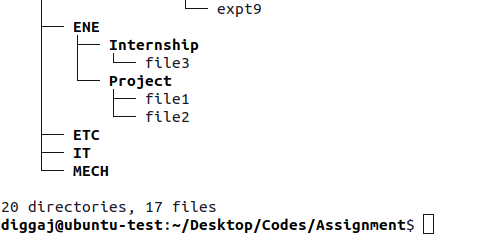 expt9
ENE
Internship
file3
Project
file1
file2
ETC
IT
MECH
20 directories, 17 files
diggaj@ubuntu-test:~/Desktop/Codes/Assignment$